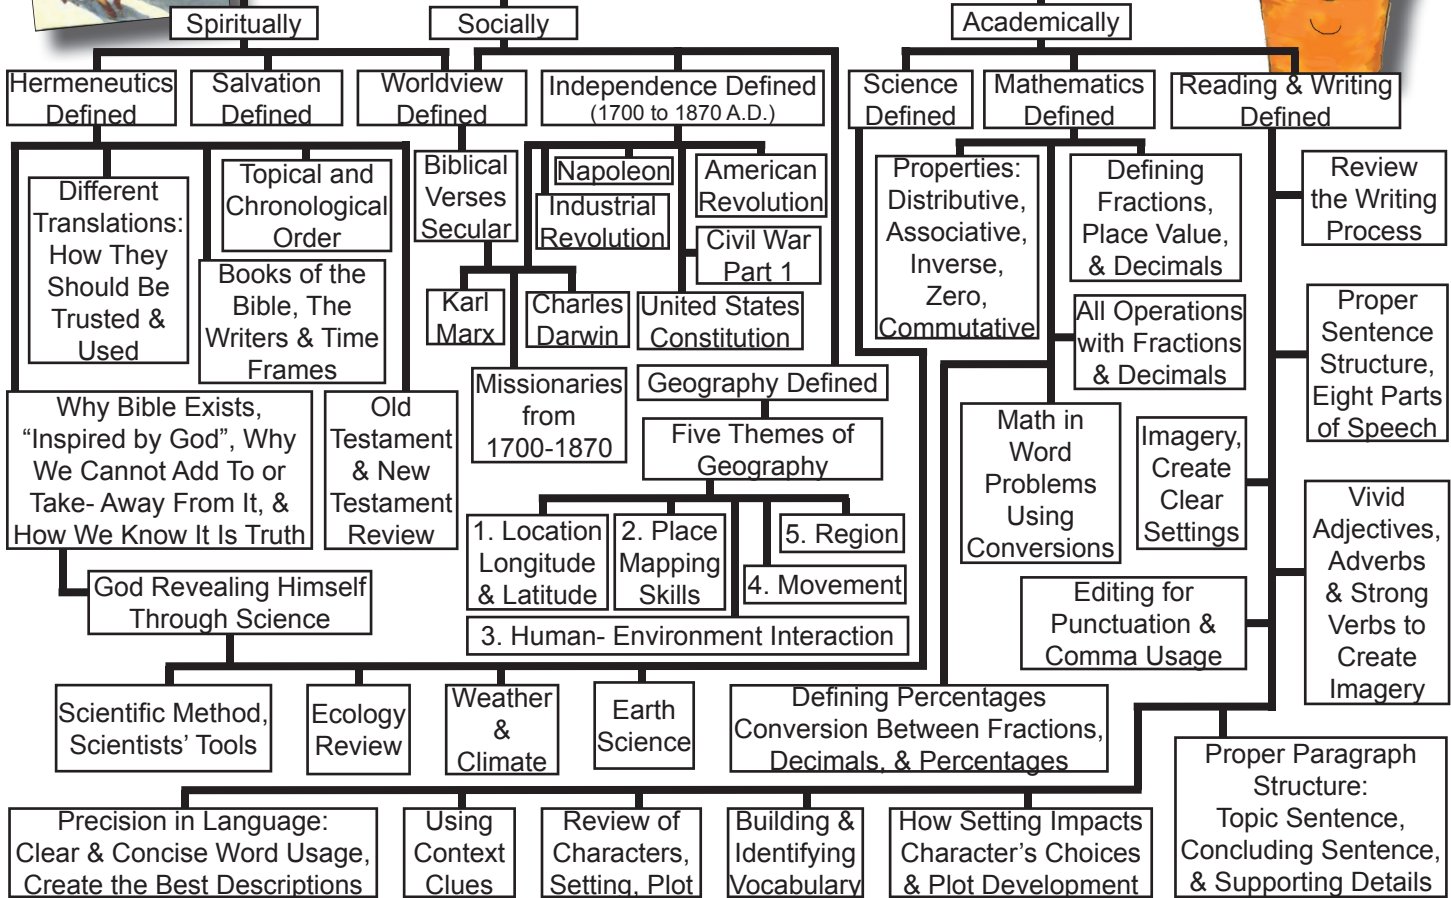 Spiritually
Socially
Academically
Hermeneutics
Defined
Salvation
Defined
Worldview
Defined
Independence Defined
(1700 to 1870 A.D.)
Science
Defined
Mathematics
Defined
Reading & Writing
Defined
Different
Translations:
How They
Should Be
Trusted &
Used
Topical and
Chronological
Order
Books of the
Bible, The
Writers & Time
Frames
Biblical
Verses
Secular
Napoleon
Industrial
Revolution
American
Revolution
Civil War
Part 1
Karl
Marx
Charles
Darwin
United States
Constitution
Properties:
Distributive,
Associative,
Inverse,
Zero,
Commutative
Defining
Fractions,
Place Value,
& Decimals
Review
the Writing
Process
All Operations
with Fractions
& Decimals
Proper
Sentence
Structure,
Eight Parts
of Speech
Why Bible Exists,
“Inspired by God”, Why
We Cannot Add To or
Take- Away From It, &
How We Know It Is Truth
Old
Testament
& New
Testament
Review
Missionaries
from
1700-1870
Geography Defined
Five Themes of
Geography
Math in
Word
Problems
Using
Conversions
Imagery,
Create
Clear
Settings
Vivid
Adjectives,
Adverbs
& Strong
Verbs to
Create
Imagery
1. Location
Longitude
& Latitude
2. Place
Mapping
Skills
5. Region
4. Movement
3. Human- Environment Interaction
God Revealing Himself
Through Science
Editing for
Punctuation &
Comma Usage
Scientific Method,
Scientists’ Tools
Ecology
Review
Weather
&
Climate
Earth
Science
Defining Percentages
Conversion Between Fractions,
Decimals, & Percentages
Proper Paragraph
Structure:
Topic Sentence,
Concluding Sentence,
& Supporting Details
Precision in Language:
Clear & Concise Word Usage,
Create the Best Descriptions
Using
Context
Clues
Review of
Characters,
Setting, Plot
Building &
Identifying
Vocabulary
How Setting Impacts
Character’s Choices
& Plot Development